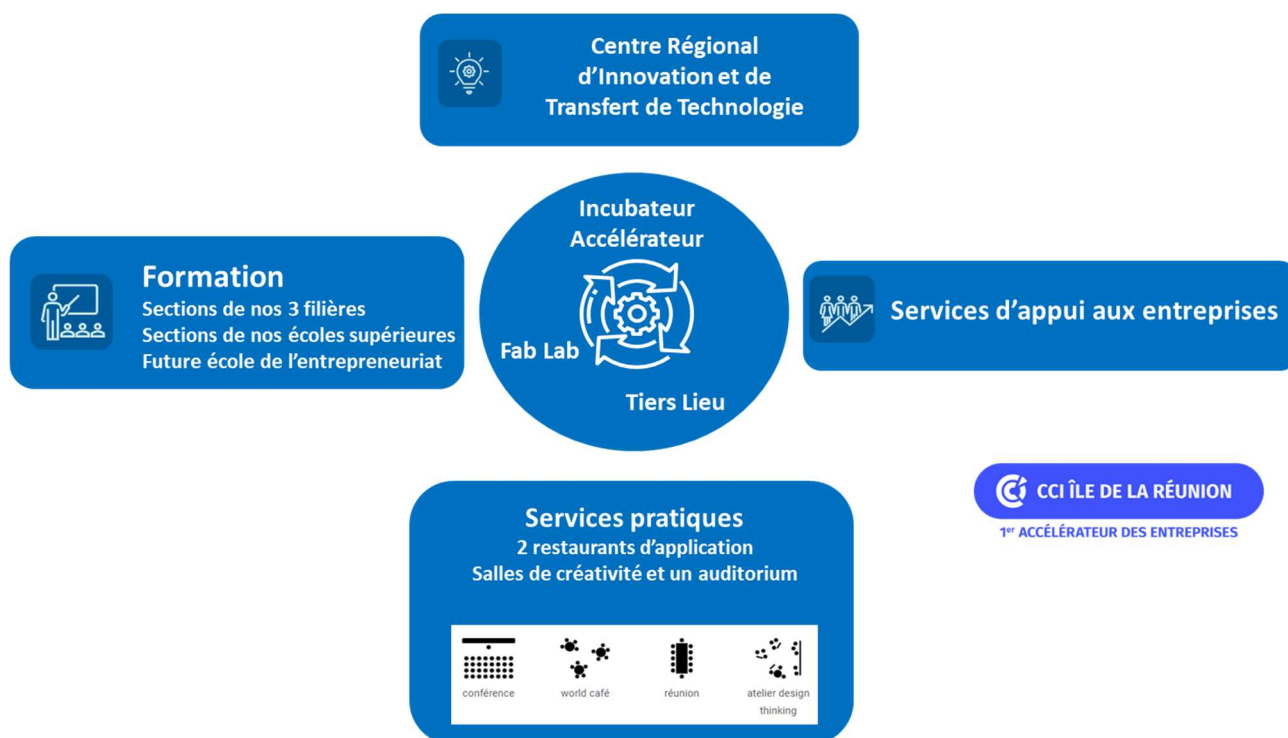 Centre Régional
d’Innovation et de
Transfert de Technologie
Incubateur
Accélérateur
Fab Lab
Tiers Lieu
Formation
Sections de nos 3 filières
Sections de nos écoles supérieures
Future école de l’entrepreneuriat
Services d’appui aux entreprises
Services pratiques
2 restaurants d’application
Salles de créativité et un auditorium
conférence
world café
réunion
atelier design
thinking
CCI ÎLE DE LA RÉUNION
1er ACCÉLÉRATEUR DES ENTREPRISES